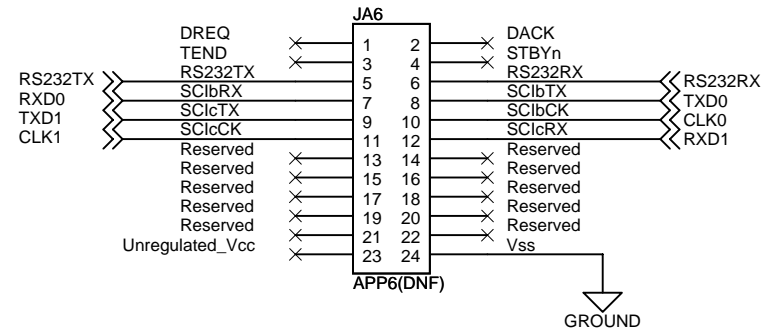 JA6
DREQ 1 2 DACK
TEND 3 4 STBYn
RS232TX RS232TX 5 6 RS232RX RS232RX
RXD0 SCIbRX 7 8 SCIbTX TXD0
TXD1 SCIcTX 9 10 SCIbCK CLK0
CLK1 SCIcCK 11 12 SCIcRX RXD1
Reserved 13 14 Reserved
Reserved 15 16 Reserved
Reserved 17 18 Reserved
Reserved 19 20 Reserved
Reserved 21 22 Reserved
Unregulated_Vcc 23 24 Vss
APP6(DNF)
GROUND